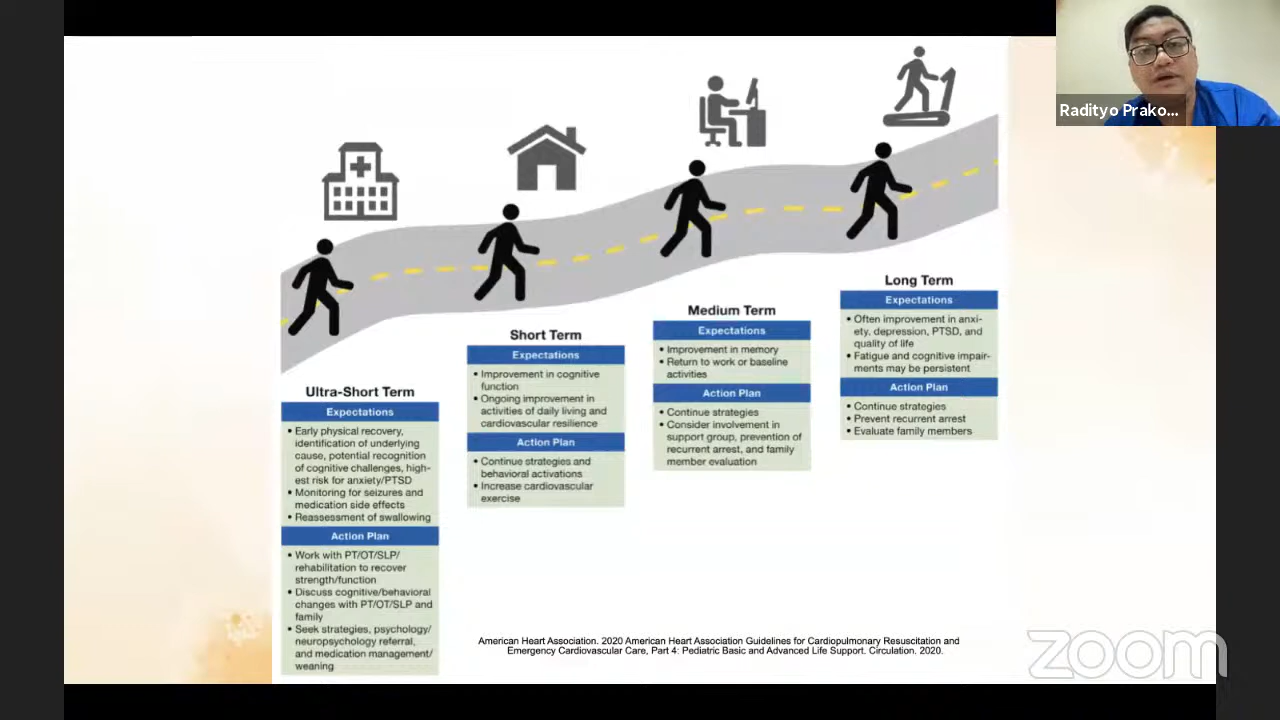 Radityo Prako...
Ultra-Short Term
Expectations
• Early physical recovery,
identification of underlying
cause, potential recognition
of cognitive challenges, high-
est risk for anxiety/PTSD
• Monitoring for seizures and
medication side effects
• Reassessment of swallowing
Action Plan
• Work with PT/OT/SLP/
rehabilitation to recover
strength/function
• Discuss cognitive/behavioral
changes with PT/OT/SLP and
family
• Seek strategies, psychology/
neuropsychology referral,
and medication management/
weaning
Short Term
Expectations
• Improvement in cognitive
function
• Ongoing improvement in
activities of daily living and
cardiovascular resilience
Action Plan
• Continue strategies and
behavioral activations
• Increase cardiovascular
exercise
Medium Term
Expectations
• Improvement in memory
• Return to work or baseline
activities
Action Plan
• Continue strategies
• Consider involvement in
support group, prevention of
recurrent arrest, and family
member evaluation
Long Term
Expectations
• Often improvement in anxi-
ety, depression, PTSD, and
quality of life
• Fatigue and cognitive impair-
ments may be persistent
Action Plan
• Continue strategies
• Prevent recurrent arrest
• Evaluate family members
American Heart Association. 2020 American Heart Association Guidelines for Cardiopulmonary Resuscitation and
Emergency Cardiovascular Care, Part 4: Pediatric Basic and Advanced Life Support. Circulation. 2020.
zoom